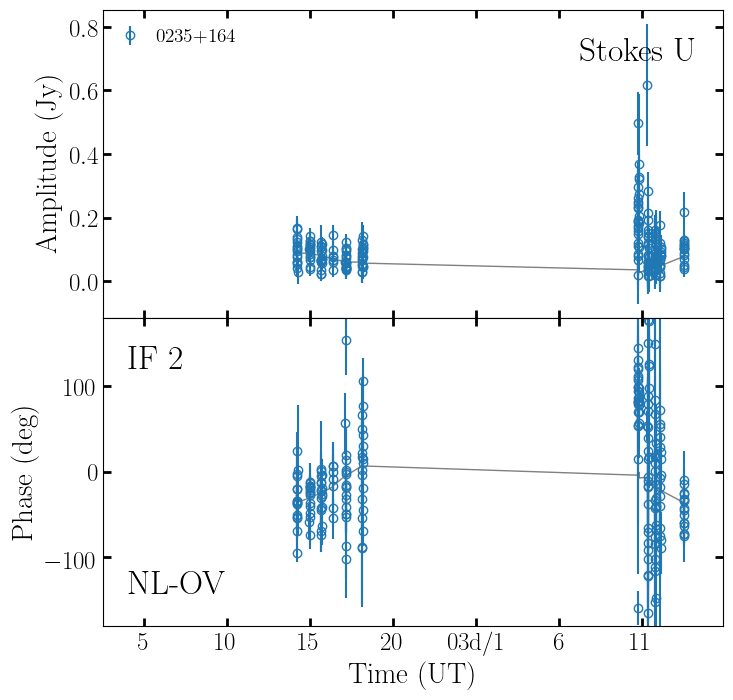 0235+164
Stokes U
0.8
0.6
0.4
0.2
0.0
Amplitude (Jy)
IF 2
100
0
−100
Phase (deg)
NL-OV
5 10 15 20 03d/1 6 11
Time (UT)